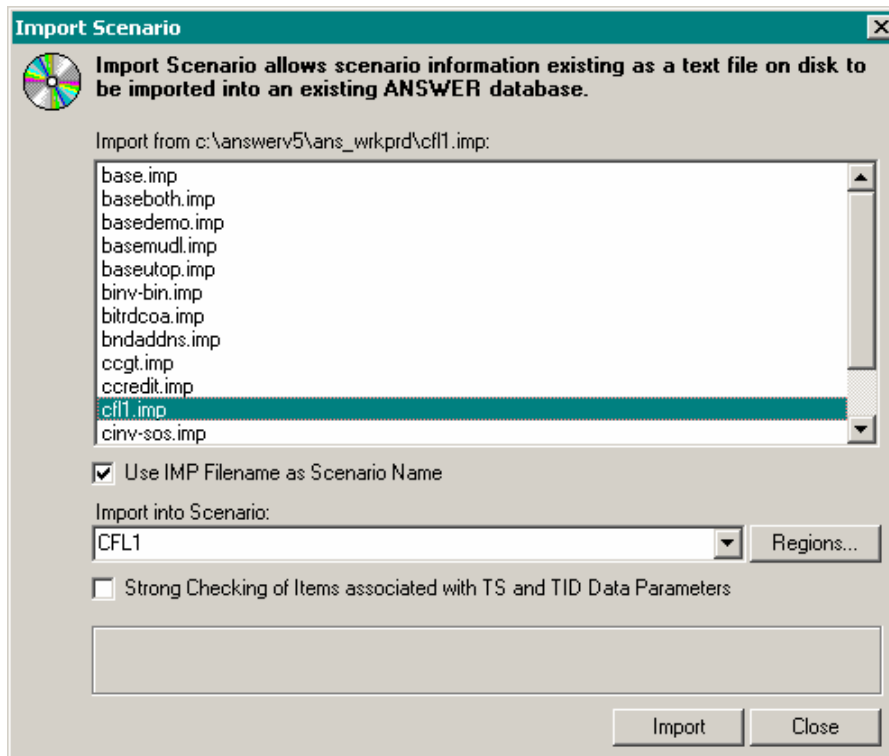 Import Scenario
Import Scenario allows scenario information existing as a text file on disk to
be imported into an existing ANSWER database.
Import from c:\answerv5\ans_wrkprd\cfl1.imp:
base.imp
baseboth.imp
basedemo.imp
basemudl.imp
baseutop.imp
binv-bin.imp
bitrdcoa.imp
bndaddns.imp
ccgt.imp
ccredit.imp
cfl1.imp
cinv-sos.imp
Use IMP Filename as Scenario Name
Import into Scenario:
CFL1
Regions...
Strong Checking of Items associated with TS and TID Data Parameters
Import
Close